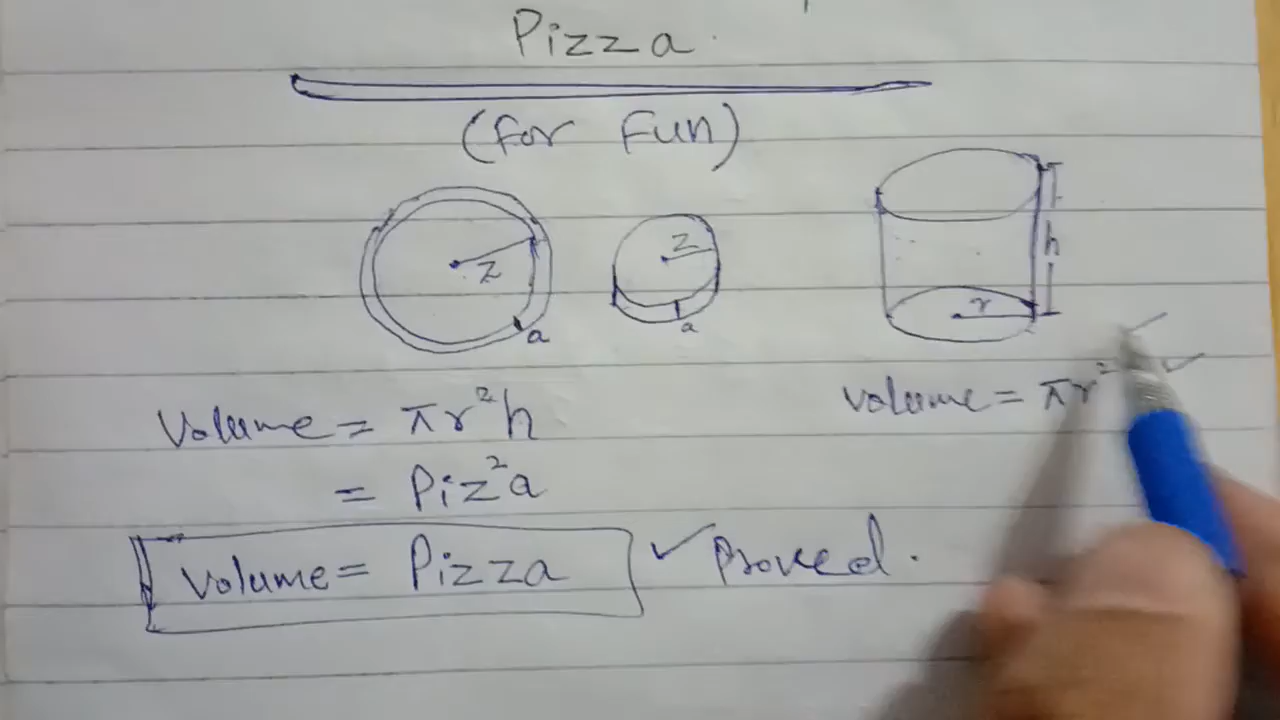 Pizza
(For Fun)
z
a
z
a
h
r
Volume = πr²h
= Piz²a
Volume = Pizza ✓ Proved.
volume = πr²